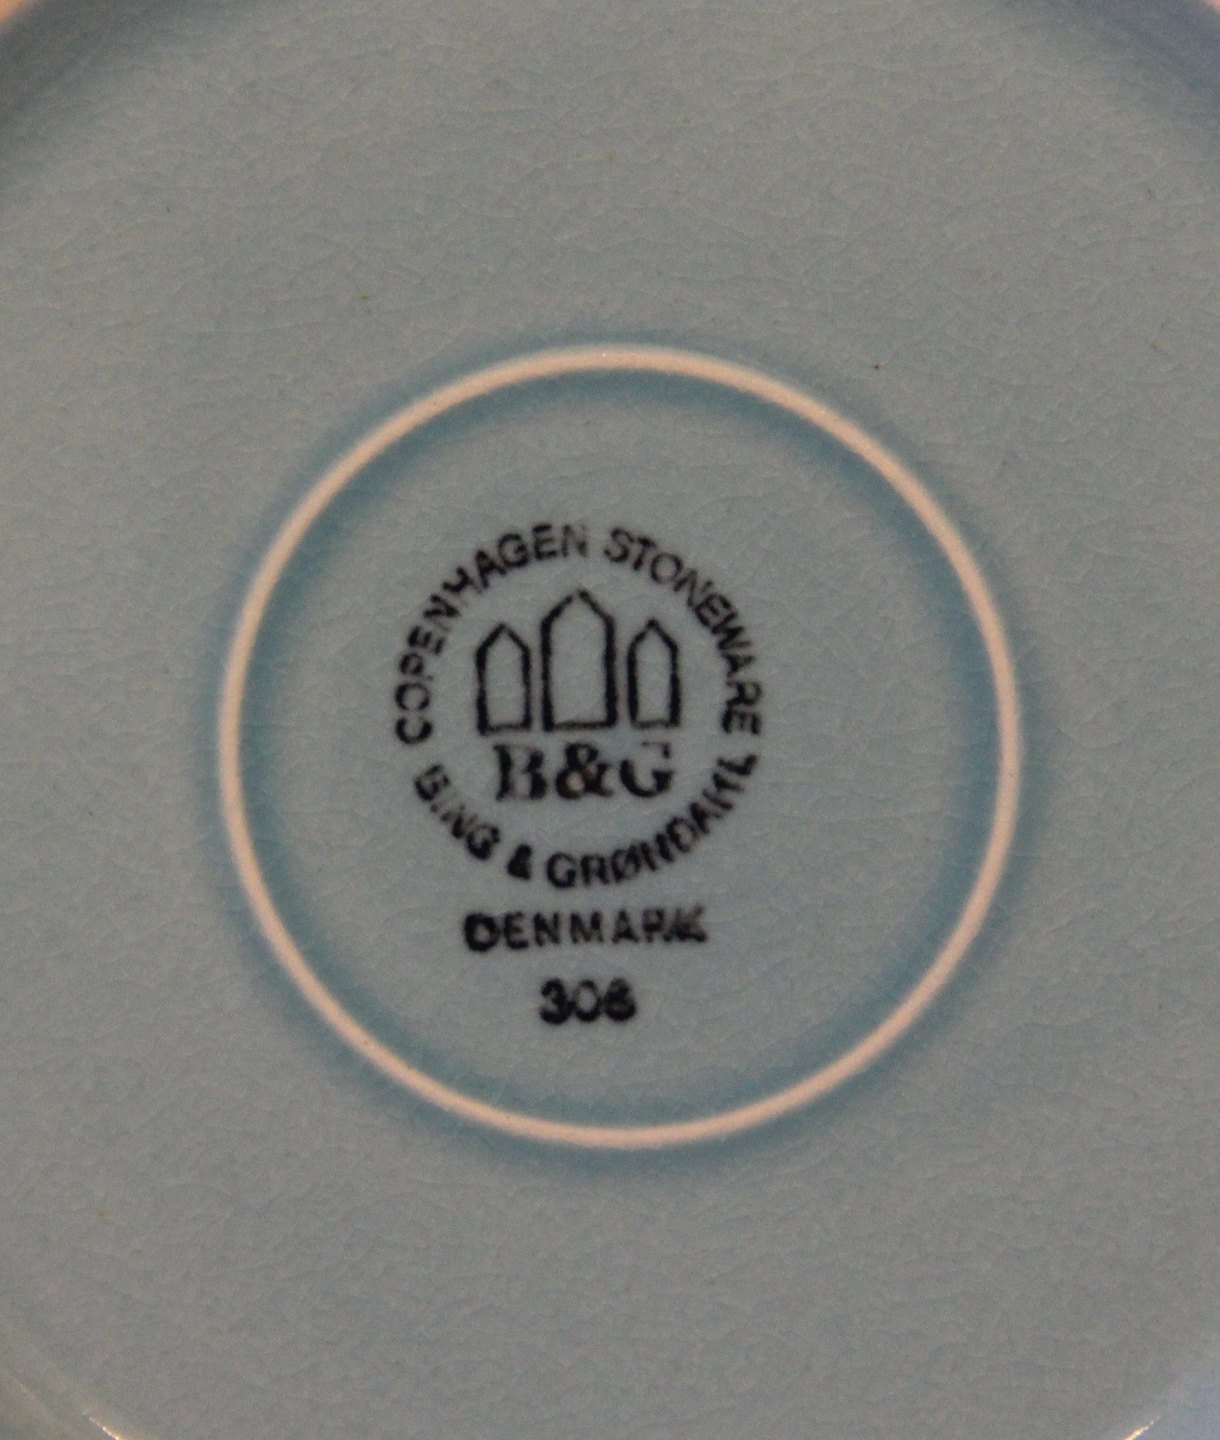 COPENHAGEN STONEWARE
B&G
BING & GRØNDAHL
DENMARK
306